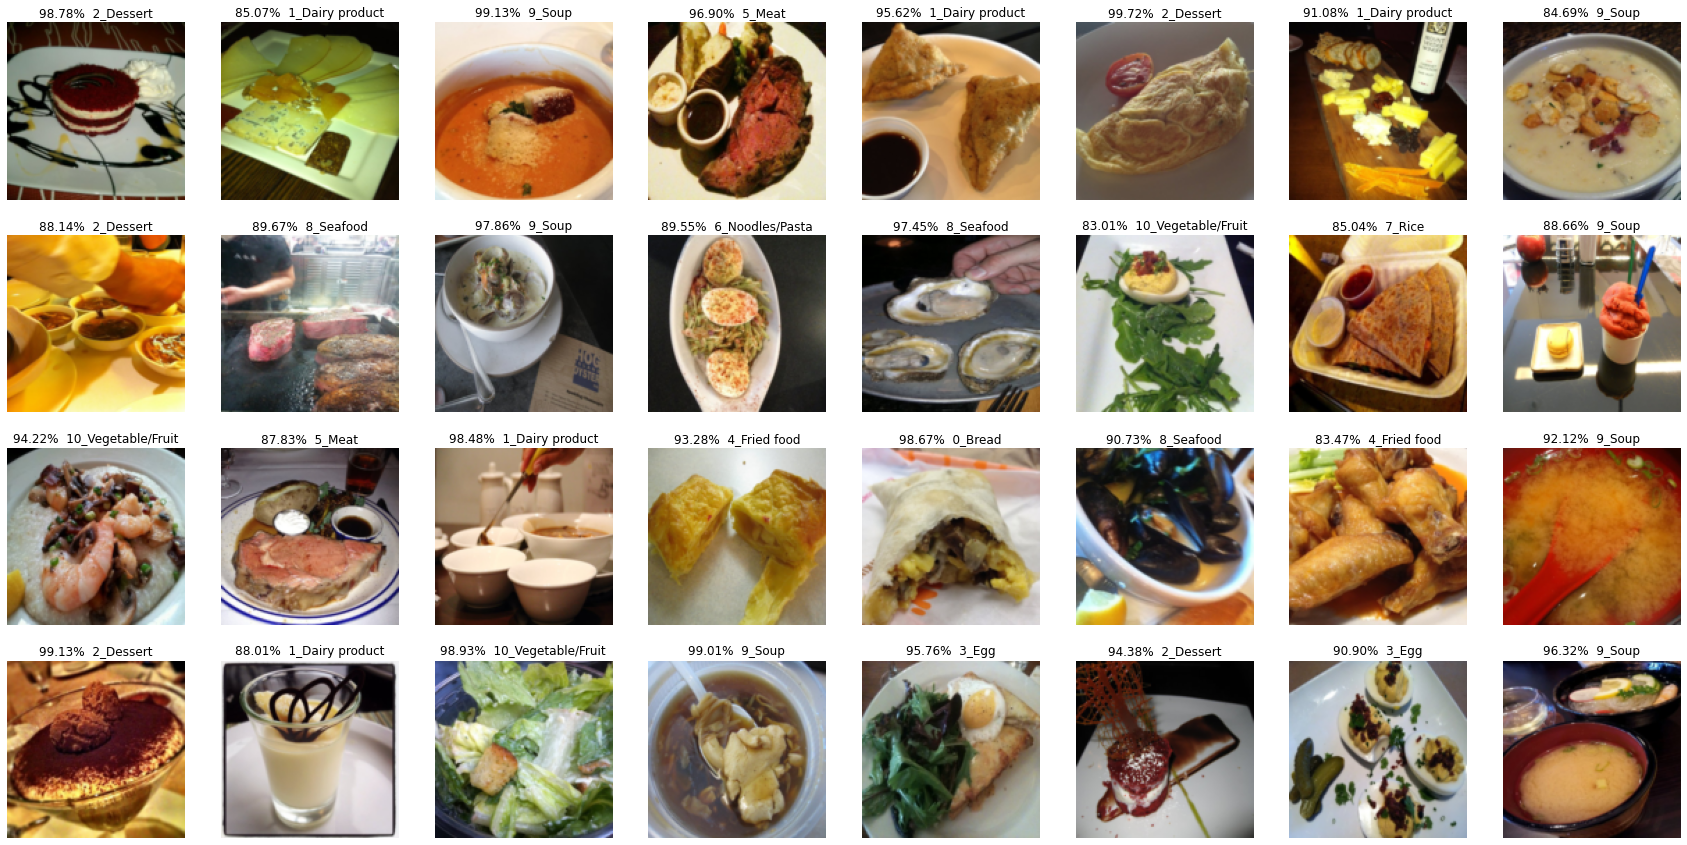 98.78%  2_Dessert
85.07%  1_Dairy product
99.13%  9_Soup
96.90%  5_Meat
95.62%  1_Dairy product
99.72%  2_Dessert
91.08%  1_Dairy product
84.69%  9_Soup
88.14%  2_Dessert
89.67%  8_Seafood
97.86%  9_Soup
89.55%  6_Noodles/Pasta
97.45%  8_Seafood
83.01%  10_Vegetable/Fruit
85.04%  7_Rice
88.66%  9_Soup
HOG
OYSTER
94.22%  10_Vegetable/Fruit
87.83%  5_Meat
98.48%  1_Dairy product
93.28%  4_Fried food
98.67%  0_Bread
90.73%  8_Seafood
83.47%  4_Fried food
92.12%  9_Soup
99.13%  2_Dessert
88.01%  1_Dairy product
98.93%  10_Vegetable/Fruit
99.01%  9_Soup
95.76%  3_Egg
94.38%  2_Dessert
90.90%  3_Egg
96.32%  9_Soup